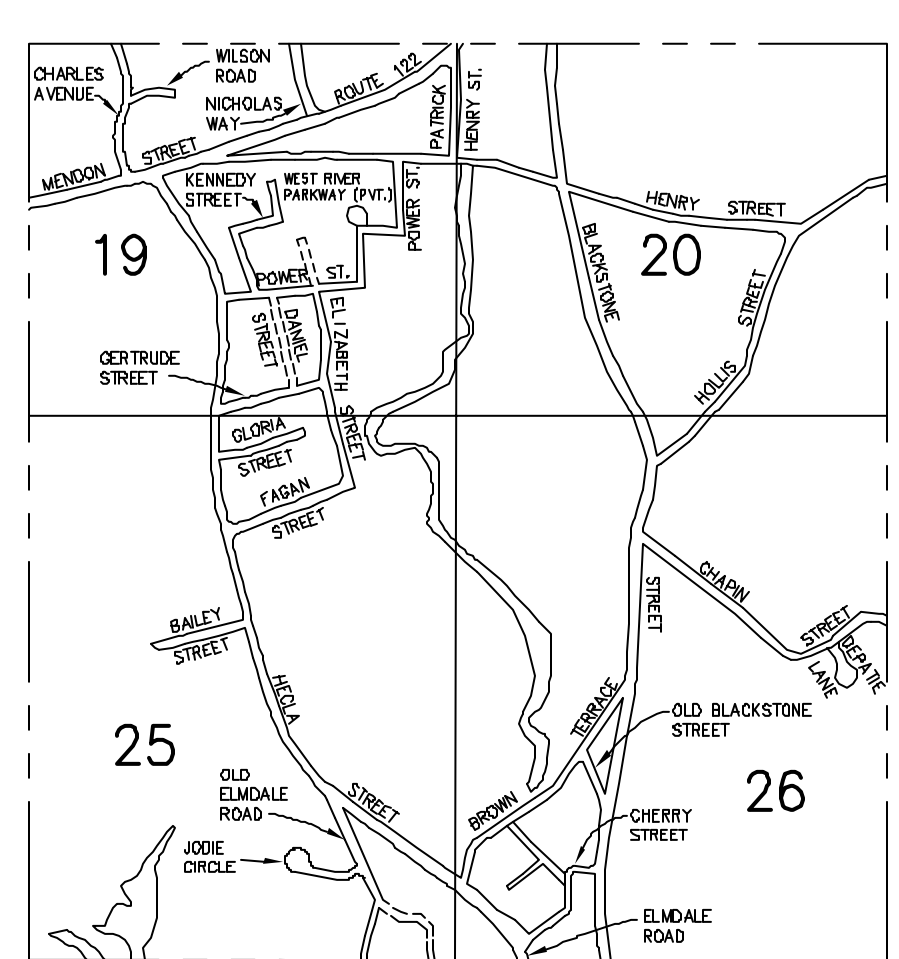 WILSON
ROAD
CHARLES
AVENUE
ROUTE 122
NICHOLAS
WAY
PATRICK
HENRY ST.
STREET
MENDON
KENNEDY
STREET
WEST RIVER
PARKWAY (PVT.)
POWER ST.
HENRY STREET
19
20
BLACKSTONE
POWER ST.
STREET
DANIEL
ELIZABETH
STREET
HOLLIS
STREET
GERTRUDE
STREET
GLORIA
STREET
FAGAN
STREET
CHAPIN
STREET
STREET
BAILEY
STREET
DEPATIE
LANE
HECLA
STREET
TERRACE
BROWN
OLD BLACKSTONE
STREET
25
26
OLD
ELMDALE
ROAD
CHERRY
STREET
JODIE
CIRCLE
ELMDALE
ROAD